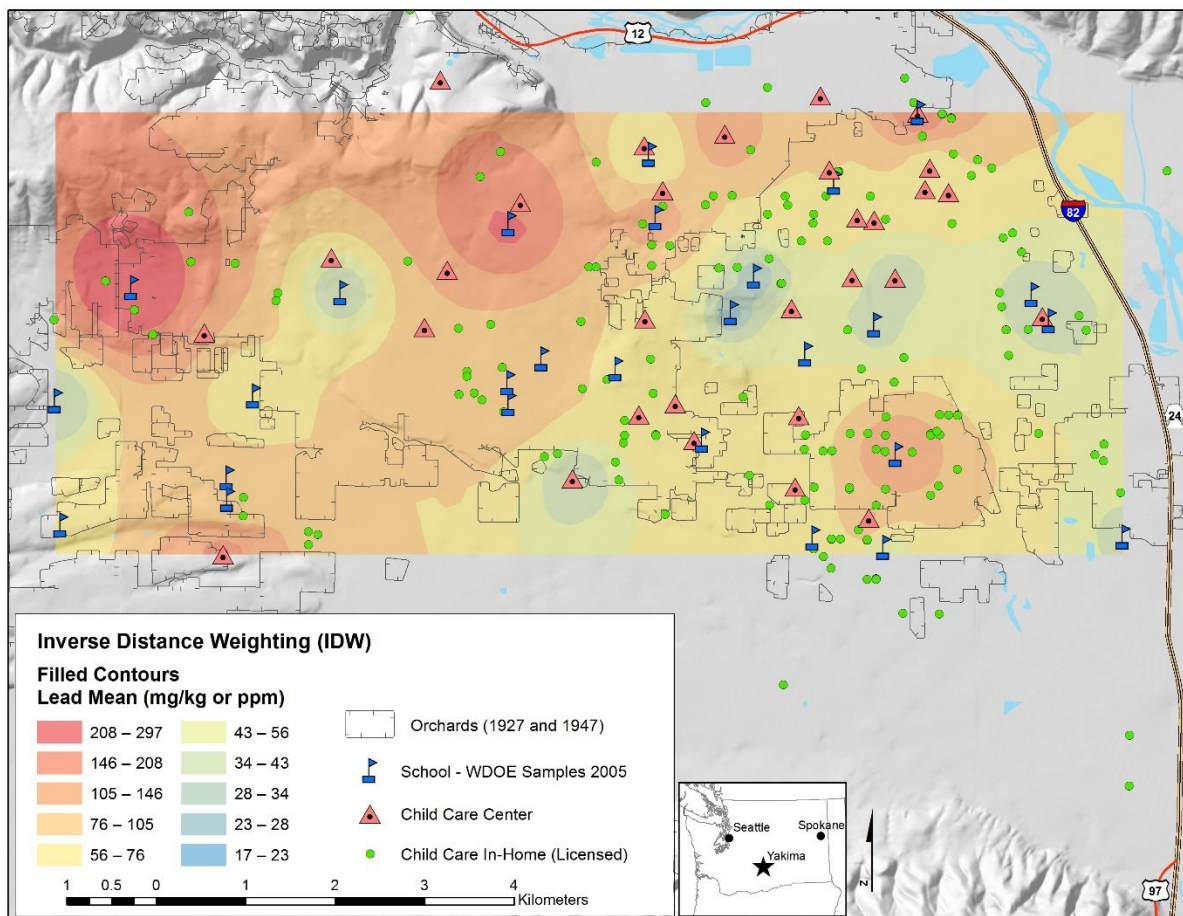 12
82
24
Inverse Distance Weighting (IDW)
Filled Contours
Lead Mean (mg/kg or ppm)
208 – 297
146 – 208
105 – 146
76 – 105
56 – 76
43 – 56
34 – 43
28 – 34
23 – 28
17 – 23
Orchards (1927 and 1947)
School - WDOE Samples 2005
Child Care Center
Child Care In-Home (Licensed)
1 0.5 0 1 2 3 4
Kilometers
Seattle
Spokane
Yakima
N
97